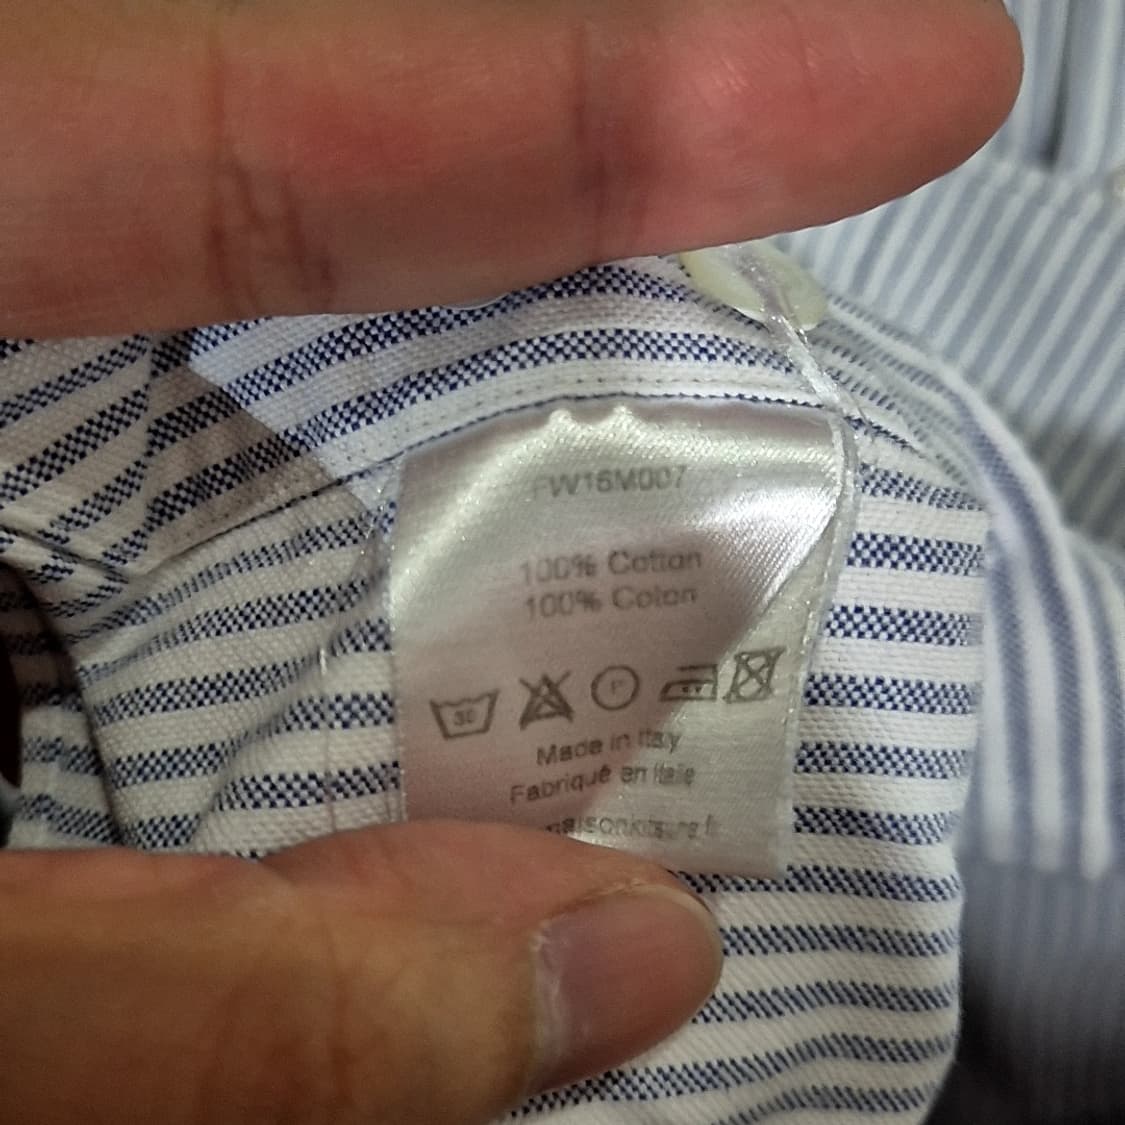 FW16M007
100% Cotton
100% Coton
30
Made in Italy
Fabriqué en Italie